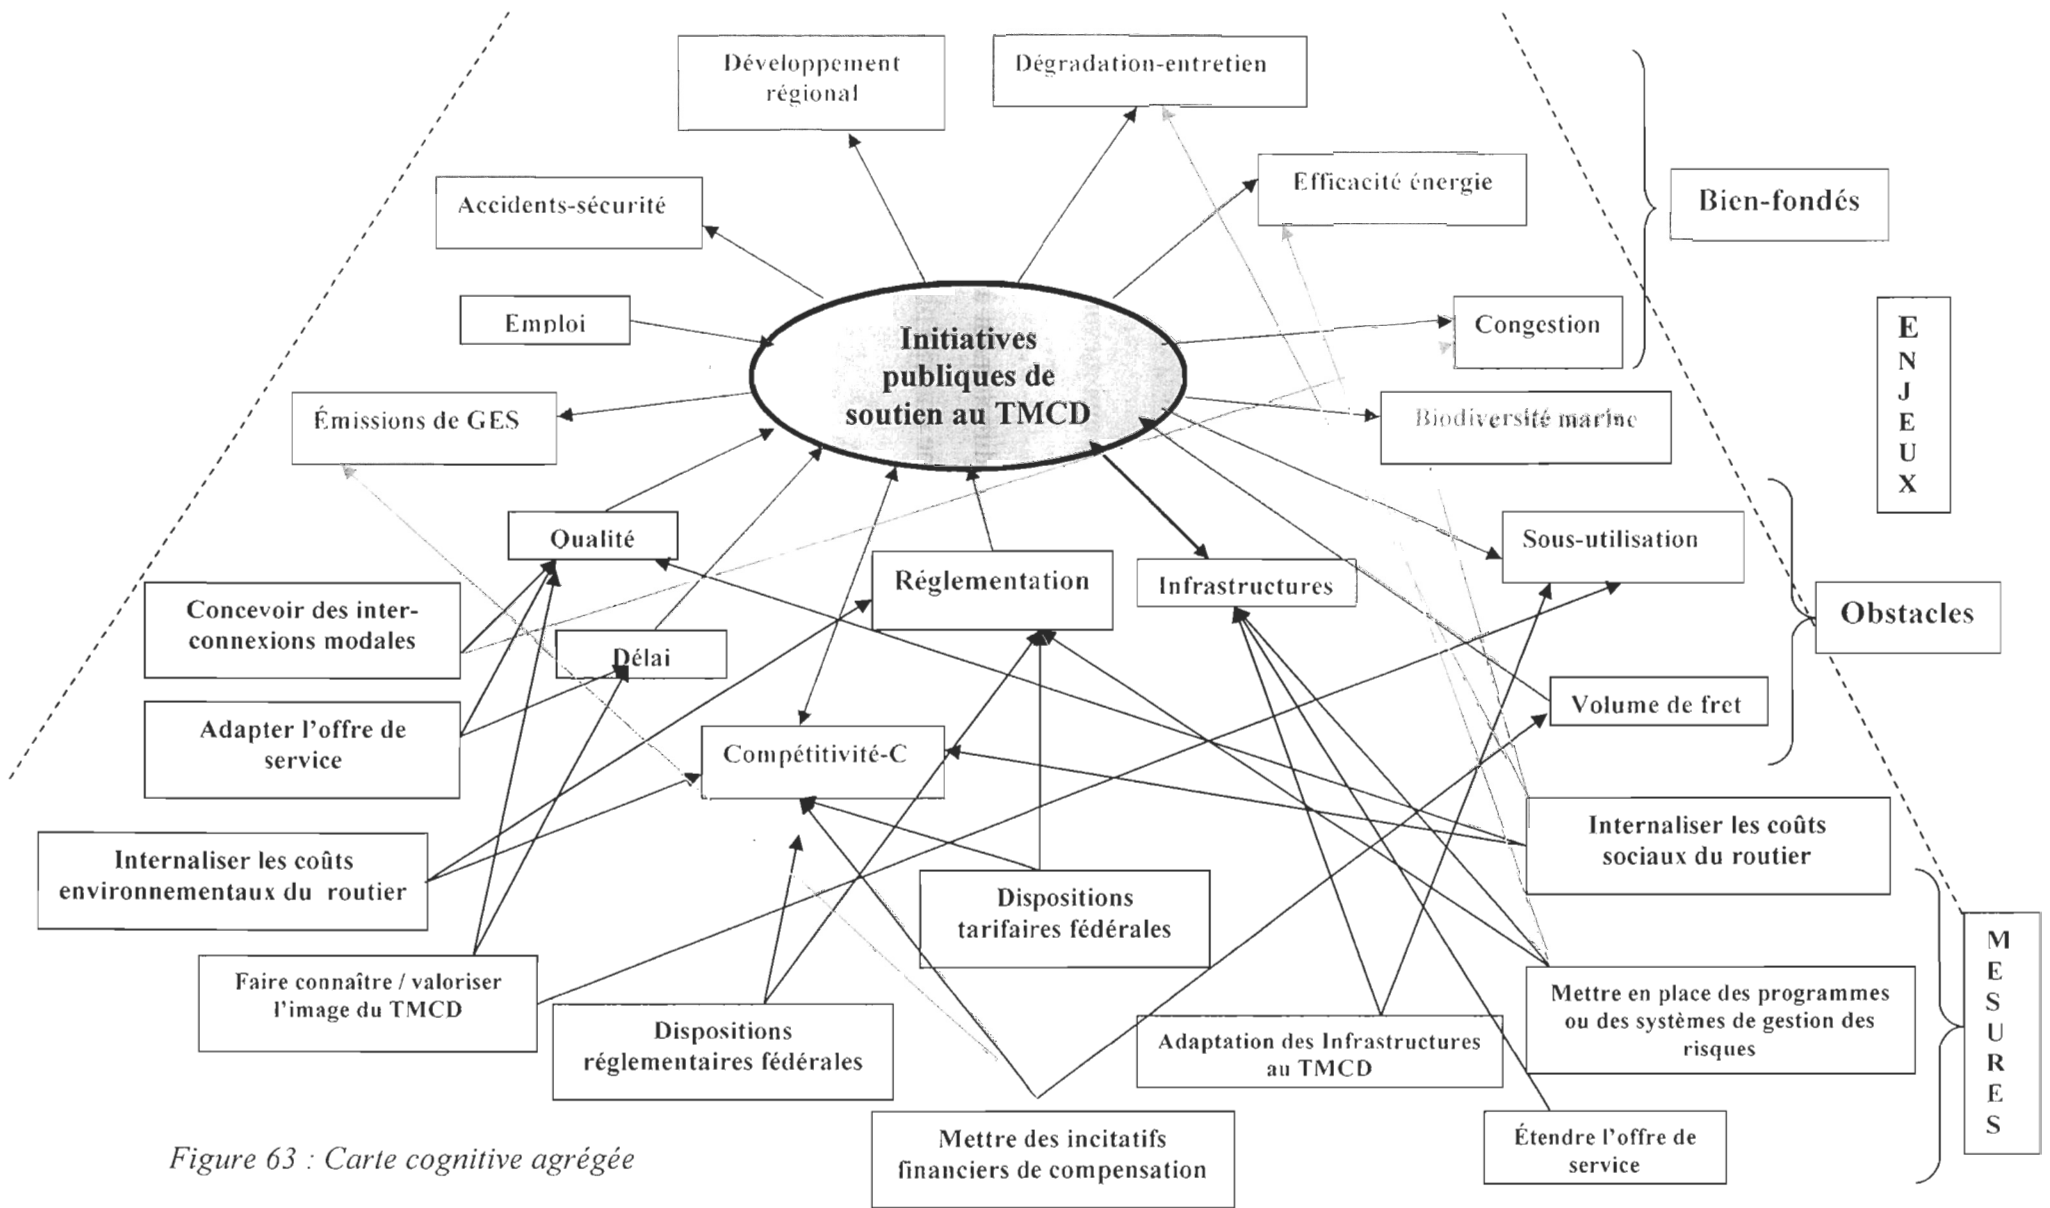 Développement
régional
Dégradation-entretien
Efficacité énergie
Bien-fondés
Accidents-sécurité
Emploi
Initiatives
publiques de
soutien au TMCD
Congestion
E
N
J
E
U
X
Émissions de GES
Biodiversité marine
Qualité
Sous-utilisation
Réglementation
Infrastructures
Obstacles
Concevoir des inter-
connexions modales
Délai
Volume de fret
Adapter l'offre de
service
Compétitivité-C
Internaliser les coûts
sociaux du routier
Internaliser les coûts
environnementaux du routier
Dispositions
tarifaires fédérales
M
E
S
U
R
E
S
Faire connaître / valoriser
l'image du TMCD
Dispositions
réglementaires fédérales
Adaptation des Infrastructures
au TMCD
Mettre en place des programmes
ou des systèmes de gestion des
risques
Mettre des incitatifs
financiers de compensation
Étendre l'offre de
service
Figure 63 : Carte cognitive agrégée